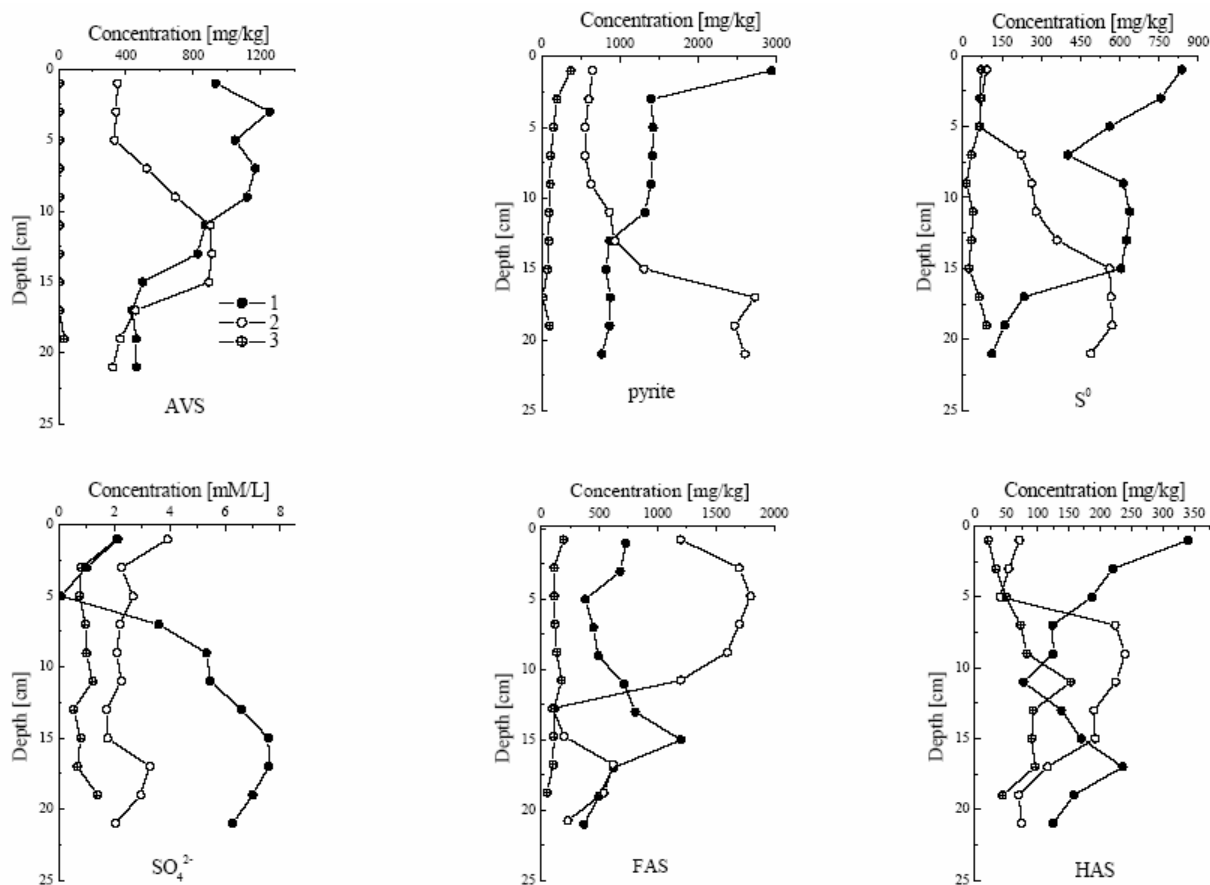 Concentration [mg/kg]
400 800 1200
0
5
10
15
20
25
Depth [cm]
1
2
3
AVS
Concentration [mg/kg]
0 1000 2000 3000
0
5
10
15
20
25
Depth [cm]
pyrite
Concentration [mg/kg]
0 150 300 450 600 750 900
0
5
10
15
20
25
Depth [cm]
S⁰
Concentration [mM/L]
0 2 4 6 8
0
5
10
15
20
25
Depth [cm]
SO₄²⁻
Concentration [mg/kg]
0 500 1000 1500 2000
0
5
10
15
20
25
Depth [cm]
FAS
Concentration [mg/kg]
0 50 100 150 200 250 300 350
0
5
10
15
20
25
Depth [cm]
HAS